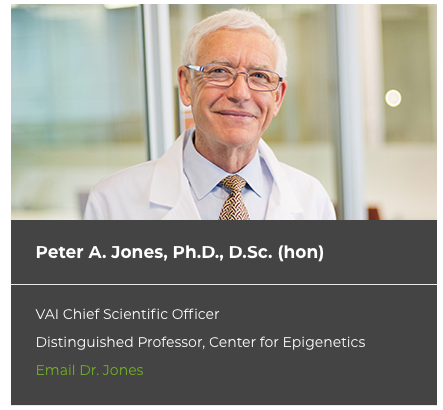 Peter A. Jones, Ph.D., D.Sc. (hon)
VAI Chief Scientific Officer
Distinguished Professor, Center for Epigenetics
Email Dr. Jones